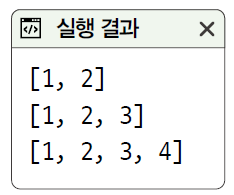 실행 결과
[1, 2]
[1, 2, 3]
[1, 2, 3, 4]